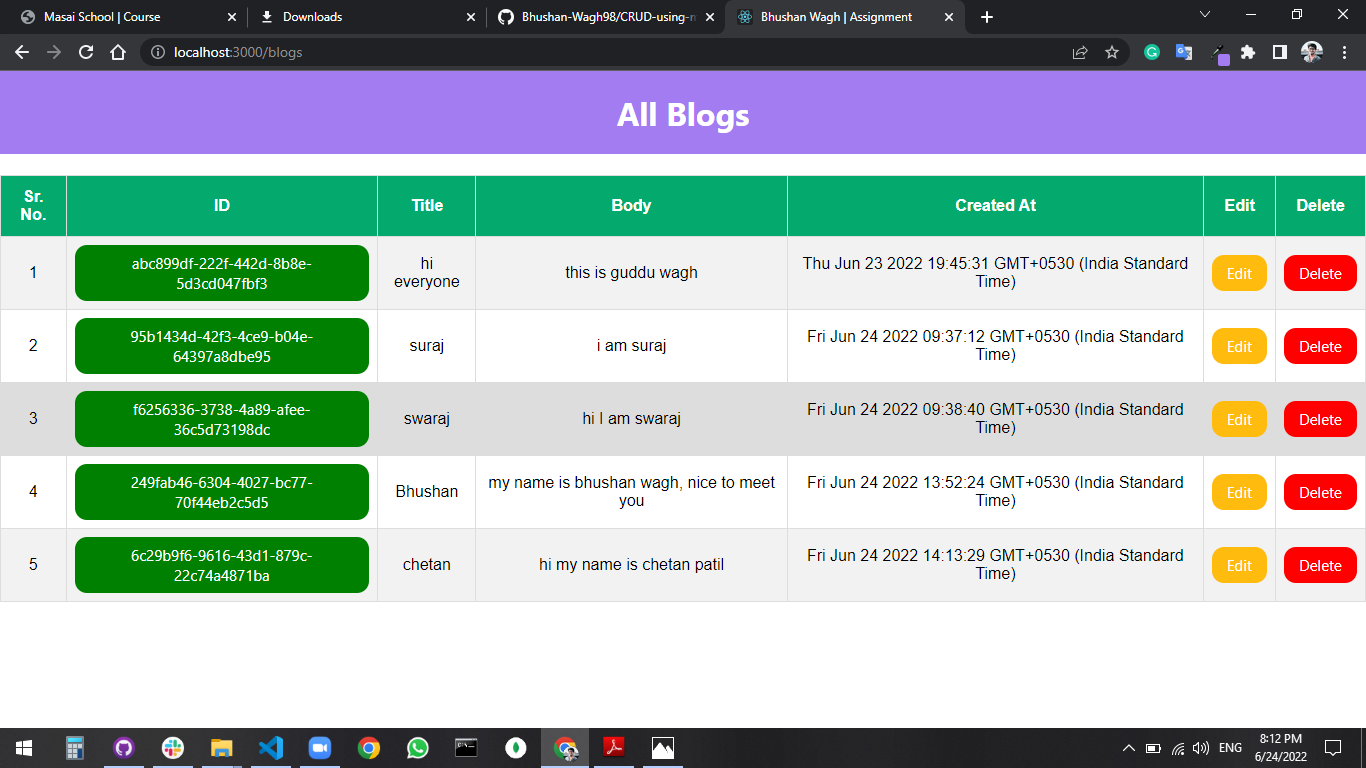 Masai School | Course
Downloads
Bhushan-Wagh98/CRUD-using-m
Bhushan Wagh | Assignment
localhost:3000/blogs
All Blogs
Sr. No. ID Title Body Created At Edit Delete
1 abc899df-222f-442d-8b8e-5d3cd047fbf3 hi everyone this is guddu wagh Thu Jun 23 2022 19:45:31 GMT+0530 (India Standard Time) Edit Delete
2 95b1434d-42f3-4ce9-b04e-64397a8dbe95 suraj i am suraj Fri Jun 24 2022 09:37:12 GMT+0530 (India Standard Time) Edit Delete
3 f6256336-3738-4a89-afee-36c5d73198dc swaraj hi I am swaraj Fri Jun 24 2022 09:38:40 GMT+0530 (India Standard Time) Edit Delete
4 249fab46-6304-4027-bc77-70f44eb2c5d5 Bhushan my name is bhushan wagh, nice to meet you Fri Jun 24 2022 13:52:24 GMT+0530 (India Standard Time) Edit Delete
5 6c29b9f6-9616-43d1-879c-22c74a4871ba chetan hi my name is chetan patil Fri Jun 24 2022 14:13:29 GMT+0530 (India Standard Time) Edit Delete
ENG
8:12 PM
6/24/2022